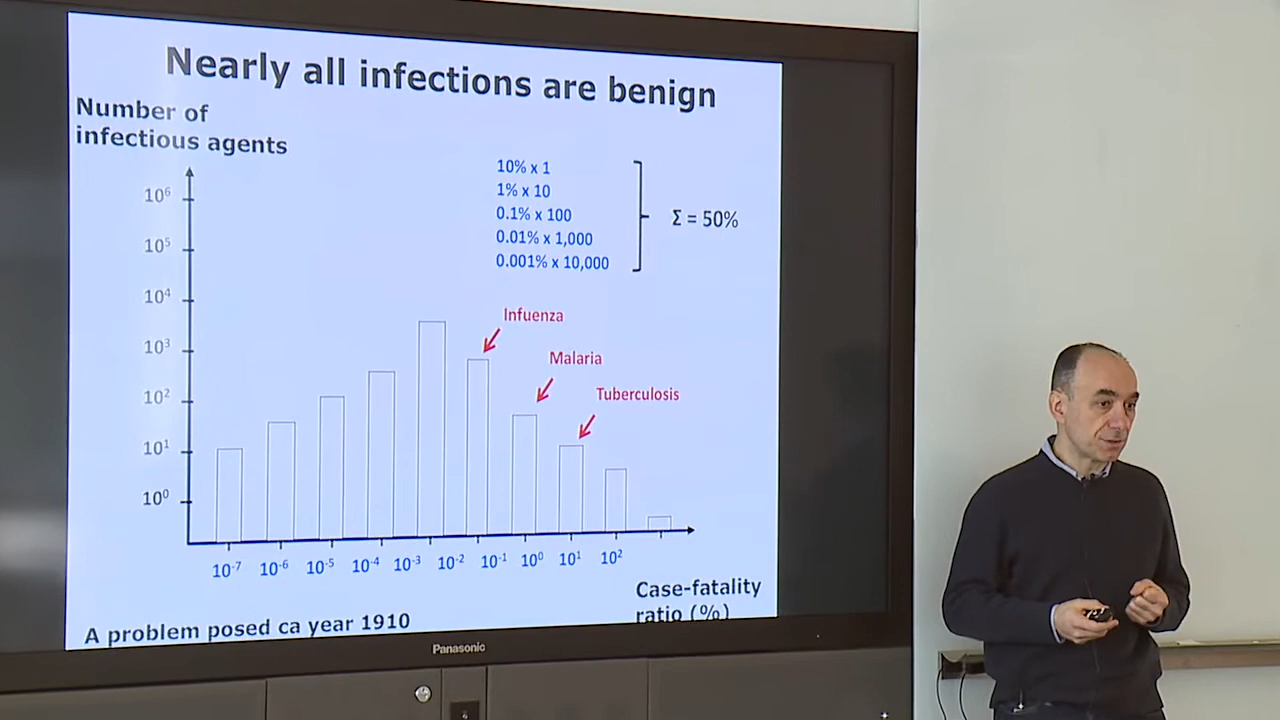 Nearly all infections are benign
Number of
infectious agents
10% x 1
1% x 10
0.1% x 100
0.01% x 1,000
0.001% x 10,000
Σ = 50%
10⁶
10⁵
10⁴
10³
10²
10¹
10⁰
Infuenza
Malaria
Tuberculosis
10⁻⁷ 10⁻⁶ 10⁻⁵ 10⁻⁴ 10⁻³ 10⁻² 10⁻¹ 10⁰ 10¹ 10²
Case-fatality
ratio (%)
A problem posed ca year 1910
Panasonic